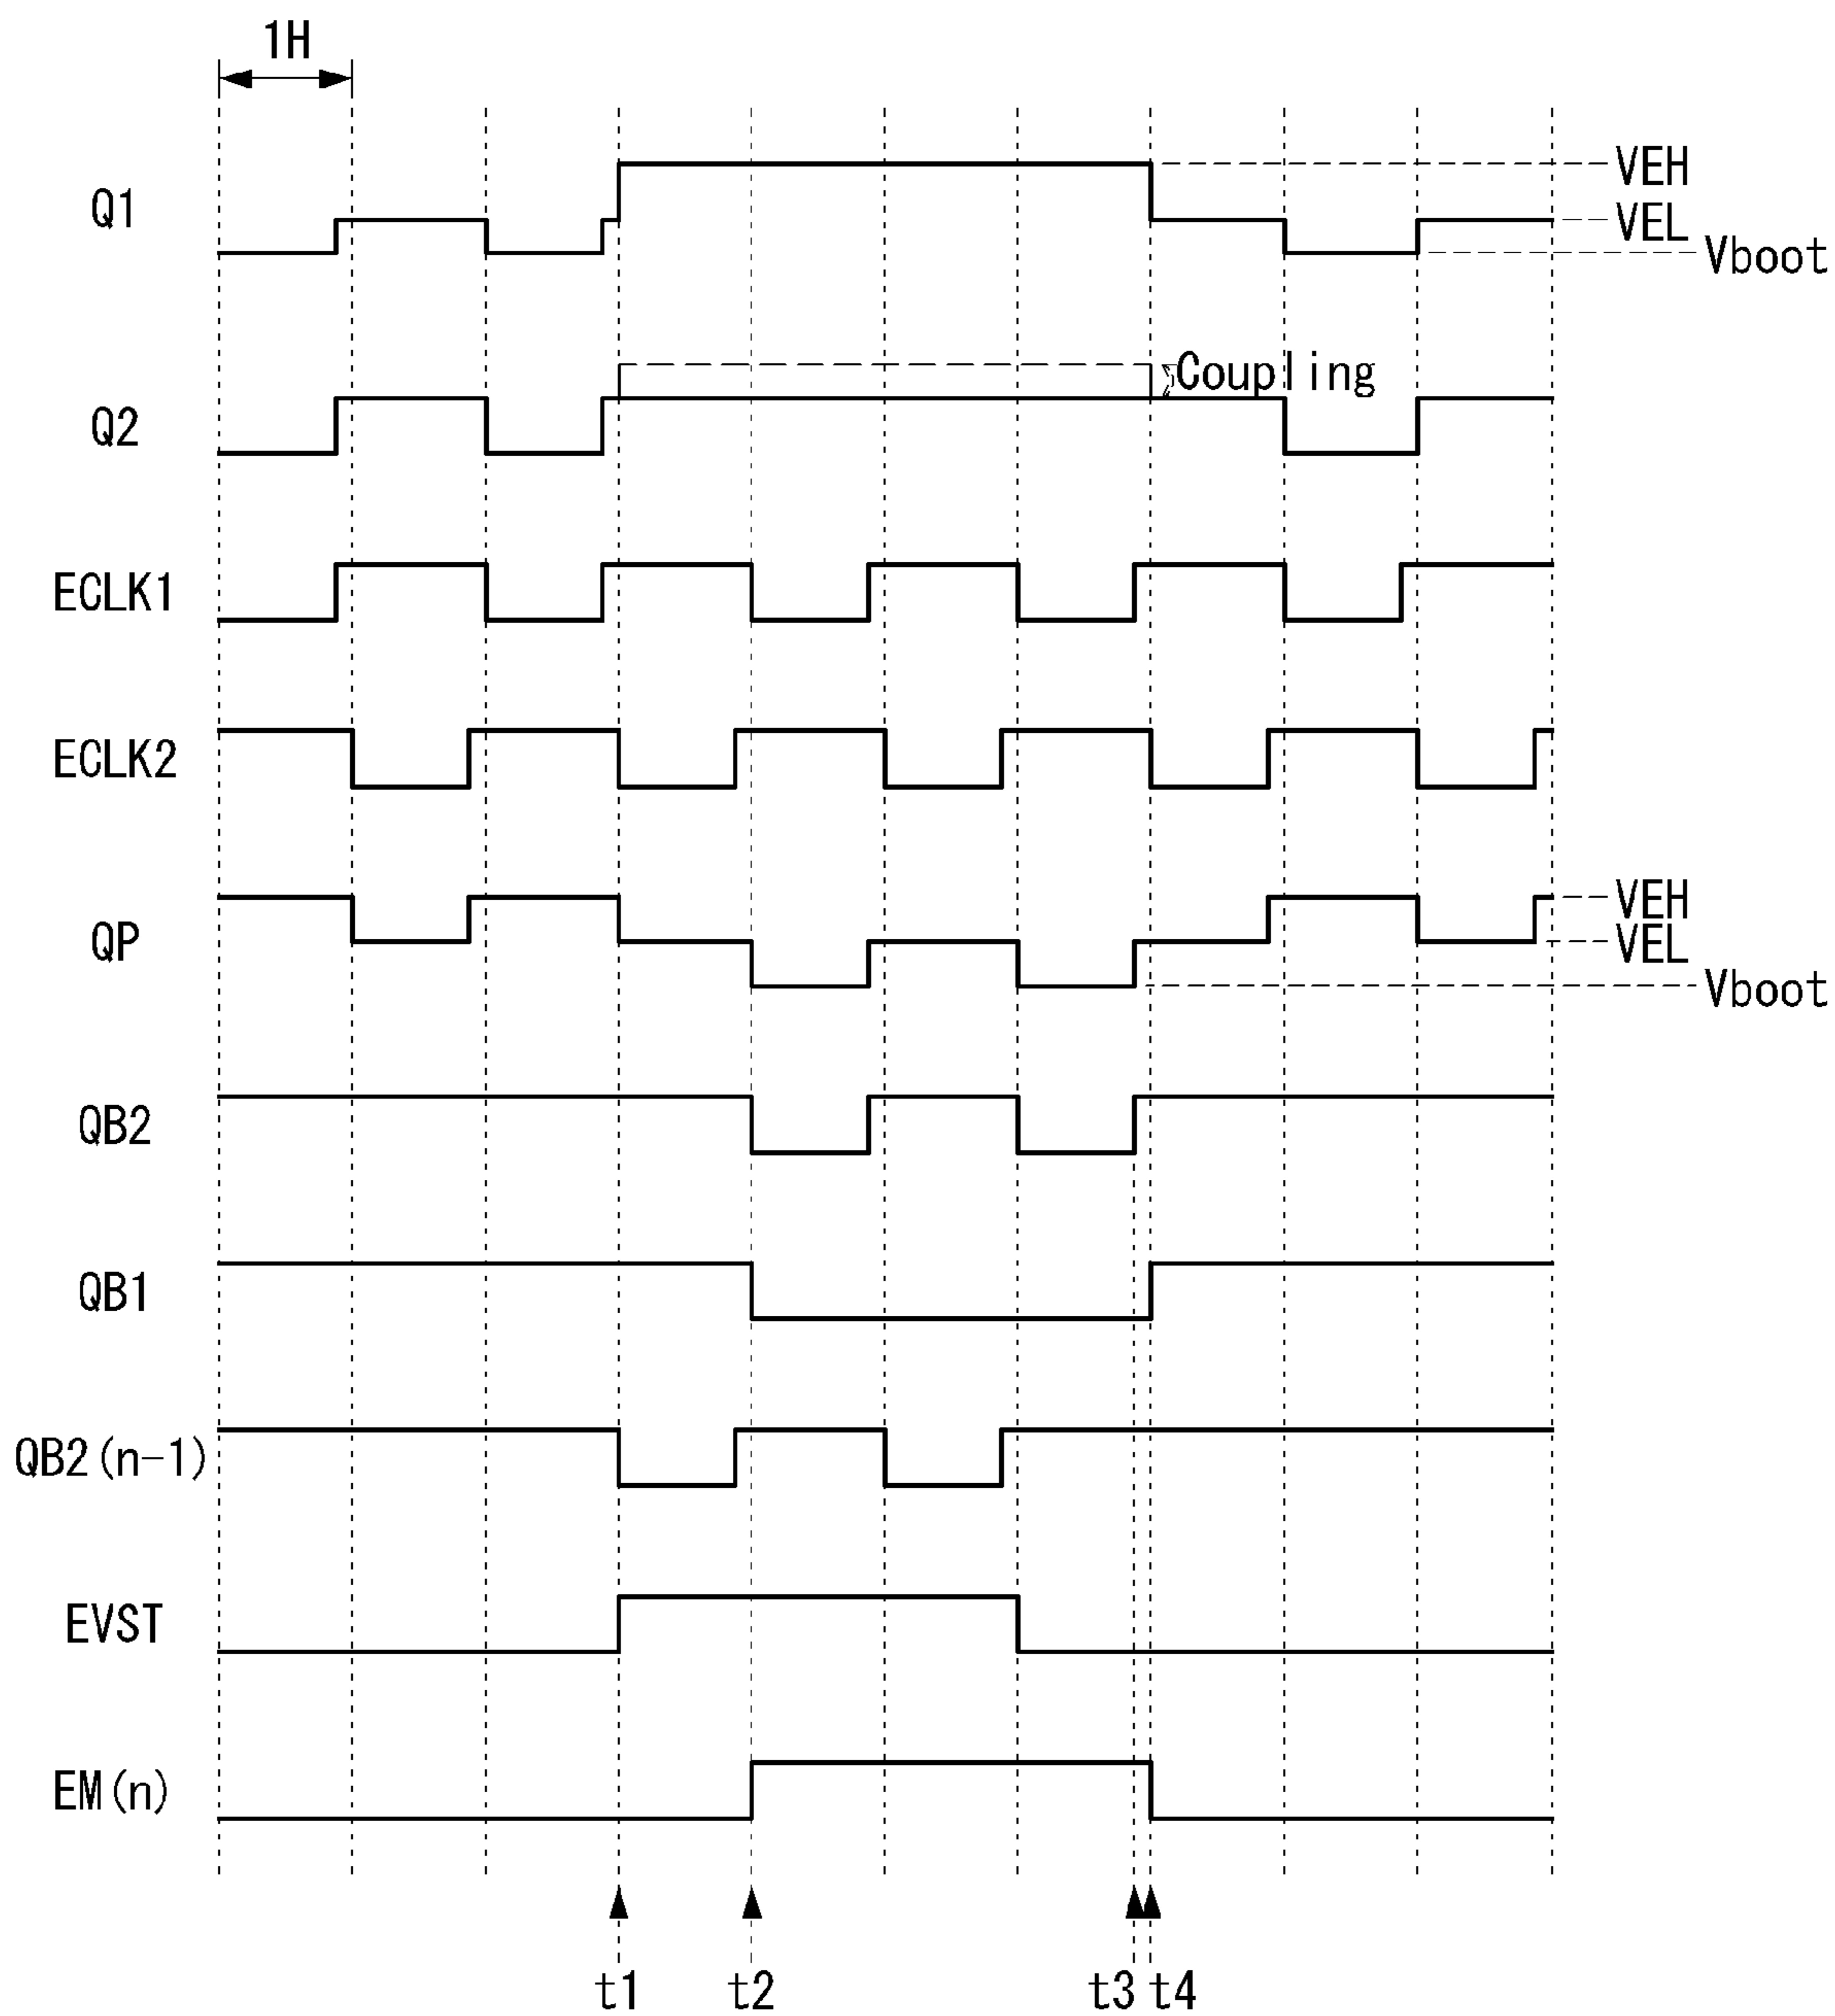 1H
VEH
Q1
VEL
Vboot
Coupling
Q2
ECLK1
ECLK2
VEH
QP
VEL
Vboot
QB2
QB1
QB2(n-1)
EVST
EM(n)
t1 t2 t3 t4